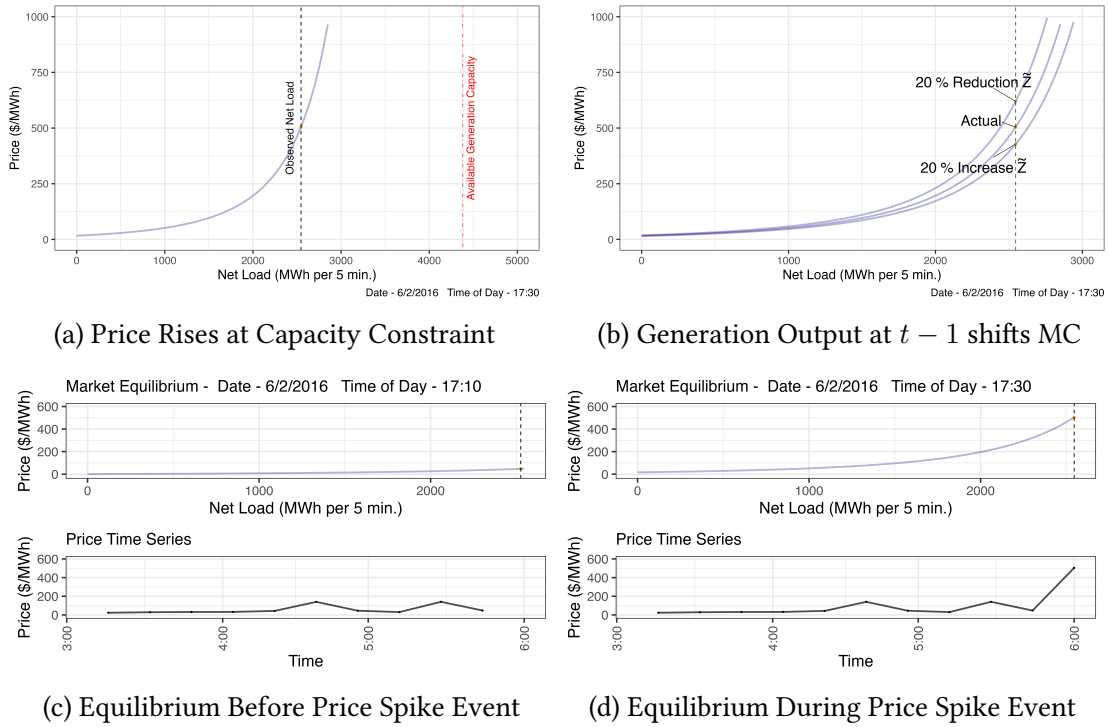 1000
750
500
250
0
Price ($/MWh)
Observed Net Load
Available Generation Capacity
0
1000
2000
3000
4000
5000
Net Load (MWh per 5 min.)
Date - 6/2/2016 Time of Day - 17:30
(a) Price Rises at Capacity Constraint
1000
750
500
250
0
Price ($/MWh)
20 % Reduction Z̃
Actual
20 % Increase Z̃
0
1000
2000
3000
Net Load (MWh per 5 min.)
Date - 6/2/2016 Time of Day - 17:30
(b) Generation Output at t − 1 shifts MC
Market Equilibrium - Date - 6/2/2016 Time of Day - 17:10
600
400
200
0
Price ($/MWh)
0
1000
2000
Net Load (MWh per 5 min.)
Price Time Series
600
400
200
0
Price ($/MWh)
3:00
4:00
5:00
6:00
Time
(c) Equilibrium Before Price Spike Event
Market Equilibrium - Date - 6/2/2016 Time of Day - 17:30
600
400
200
0
Price ($/MWh)
0
1000
2000
Net Load (MWh per 5 min.)
Price Time Series
600
400
200
0
Price ($/MWh)
3:00
4:00
5:00
6:00
Time
(d) Equilibrium During Price Spike Event